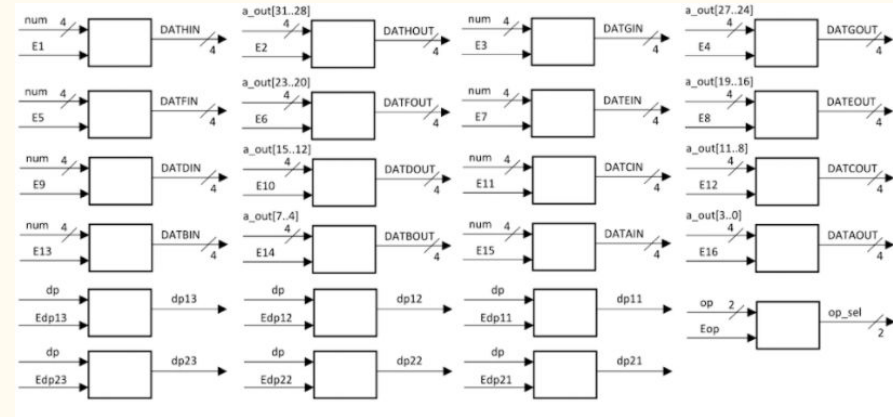 num 4 E1 DATHIN 4
a_out[31..28] 4 E2 DATHOUT 4
num 4 E3 DATGIN 4
a_out[27..24] 4 E4 DATGOUT 4
num 4 E5 DATFIN 4
a_out[23..20] 4 E6 DATFOUT 4
num 4 E7 DATEIN 4
a_out[19..16] 4 E8 DATEOUT 4
num 4 E9 DATDIN 4
a_out[15..12] 4 E10 DATDOUT 4
num 4 E11 DATCIN 4
a_out[11..8] 4 E12 DATCOUT 4
num 4 E13 DATBIN 4
a_out[7..4] 4 E14 DATBOUT 4
num 4 E15 DATAIN 4
a_out[3..0] 4 E16 DATAOUT 4
dp Edp13 dp13
dp Edp12 dp12
dp Edp11 dp11
op 2 Eop op_sel 2
dp Edp23 dp23
dp Edp22 dp22
dp Edp21 dp21